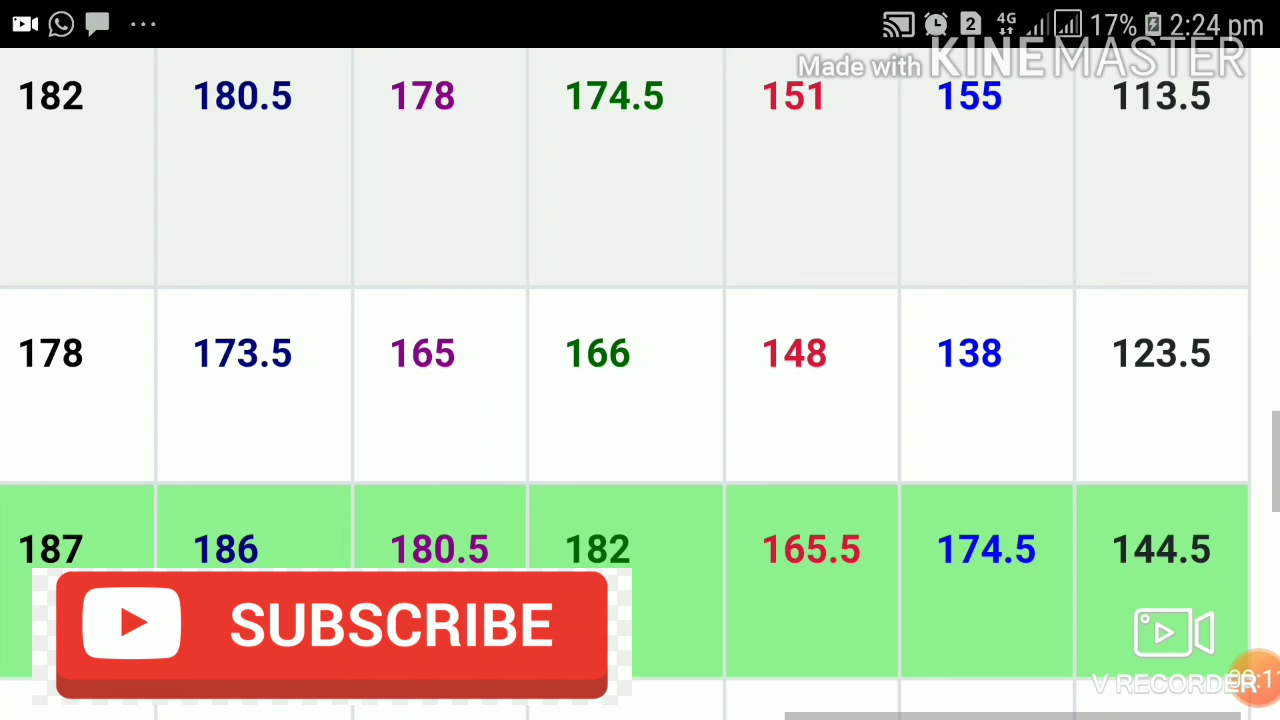 2 4G 17% 2:24 pm
Made with KINEMASTER
182 180.5 178 174.5 151 155 113.5
178 173.5 165 166 148 138 123.5
187 186 180.5 182 165.5 174.5 144.5
SUBSCRIBE
V RECORDER